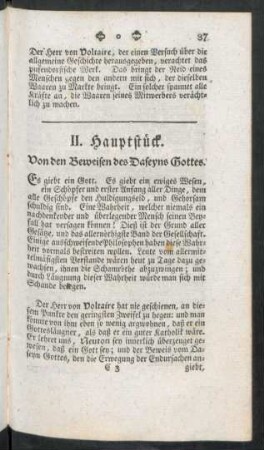 37
Der Herr von Voltaire, der einen Versuch über die
allgemeine Geschichte herausgegeben, verachtet das
pufendorfische Werk. Das bringt der Neid eines
Menschen gegen den andern mit sich, der dieselben
Waaren zu Markte bringt. Ein solcher spannet alle
Kräfte an, die Waaren seines Mitwerbers verächt-
lich zu machen.
II. Hauptstück.
Von den Beweisen des Daseyns Gottes.
Es giebt ein Gott. Es giebt ein ewiges Wesen,
ein Schöpfer und erster Anfang aller Dinge, dem
alle Geschöpfe den Huldigungseid, und Gehorsam
schuldig sind. Eine Wahrheit, welcher niemals ein
nachdenkender und überlegender Mensch seinen Bey-
fall hat versagen können! Dieß ist der Grund aller
Gesätze, und das allernöthigste Band der Gesellschaft.
Einige ausschweifende Philosophen haben diese Wahr-
heit vormals bestreiten wollen. Leute vom allermit-
telmäßigsten Verstande wären heut zu Tage dazu ge-
wachsen, ihnen die Schamröthe abzuzwingen; und
durch Läugnung dieser Wahrheit würde man sich mit
Schande belegen.
Der Herr von Voltaire hat nie geschienen, an die-
sem Punkte den geringsten Zweifel zu hegen: und man
konnte von ihm eben so wenig argwohnen, daß er ein
Gottesläugner, als daß er ein guter Katholik wäre.
Er lehret uns, Neuton sey innerlich überzeuget ge-
wesen, daß ein Gott sey; und der Beweis vom Da-
seyn Gottes, den die Erwegung der Endursachen an-
C 3 giebt,